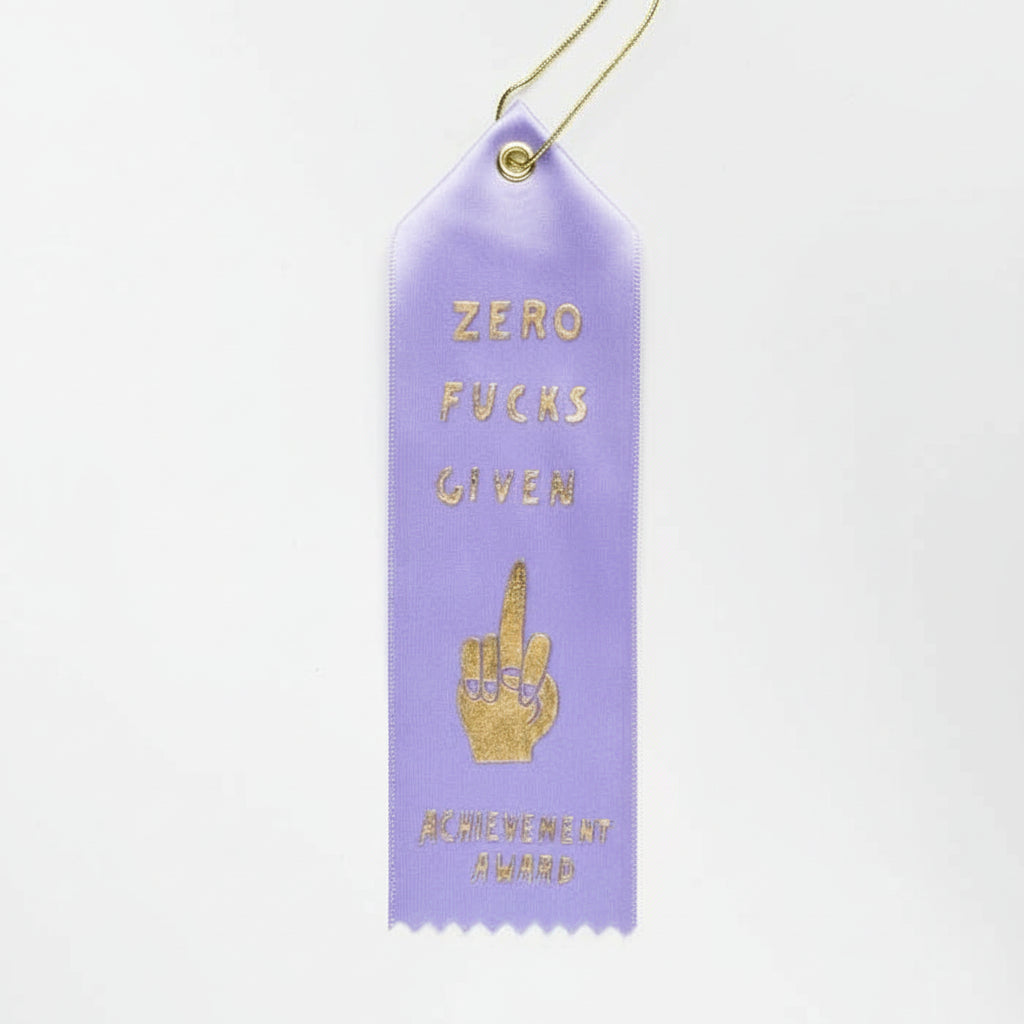 ZERO
FUCKS
GIVEN
ACHIEVEMENT
AWARD